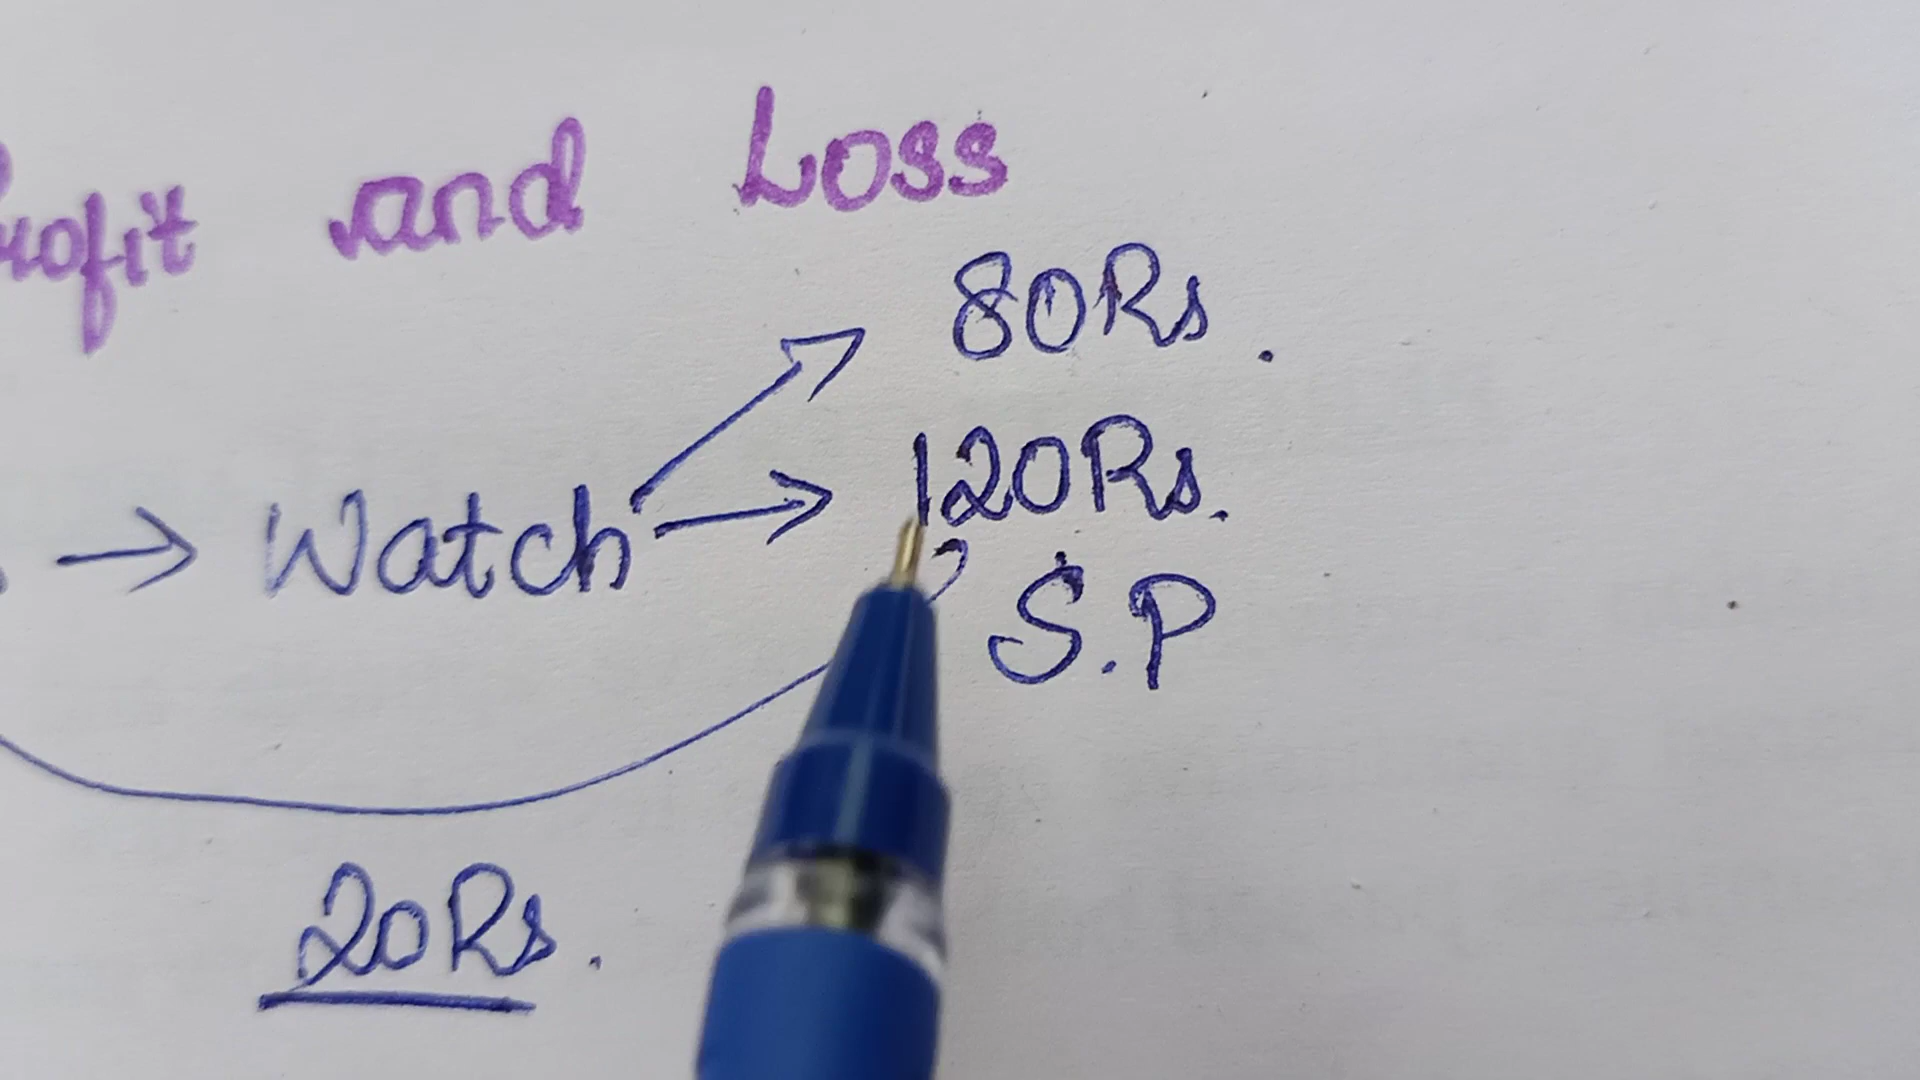 rofit and Loss
80Rs.
→ Watch → 120Rs.
S.P
20Rs.